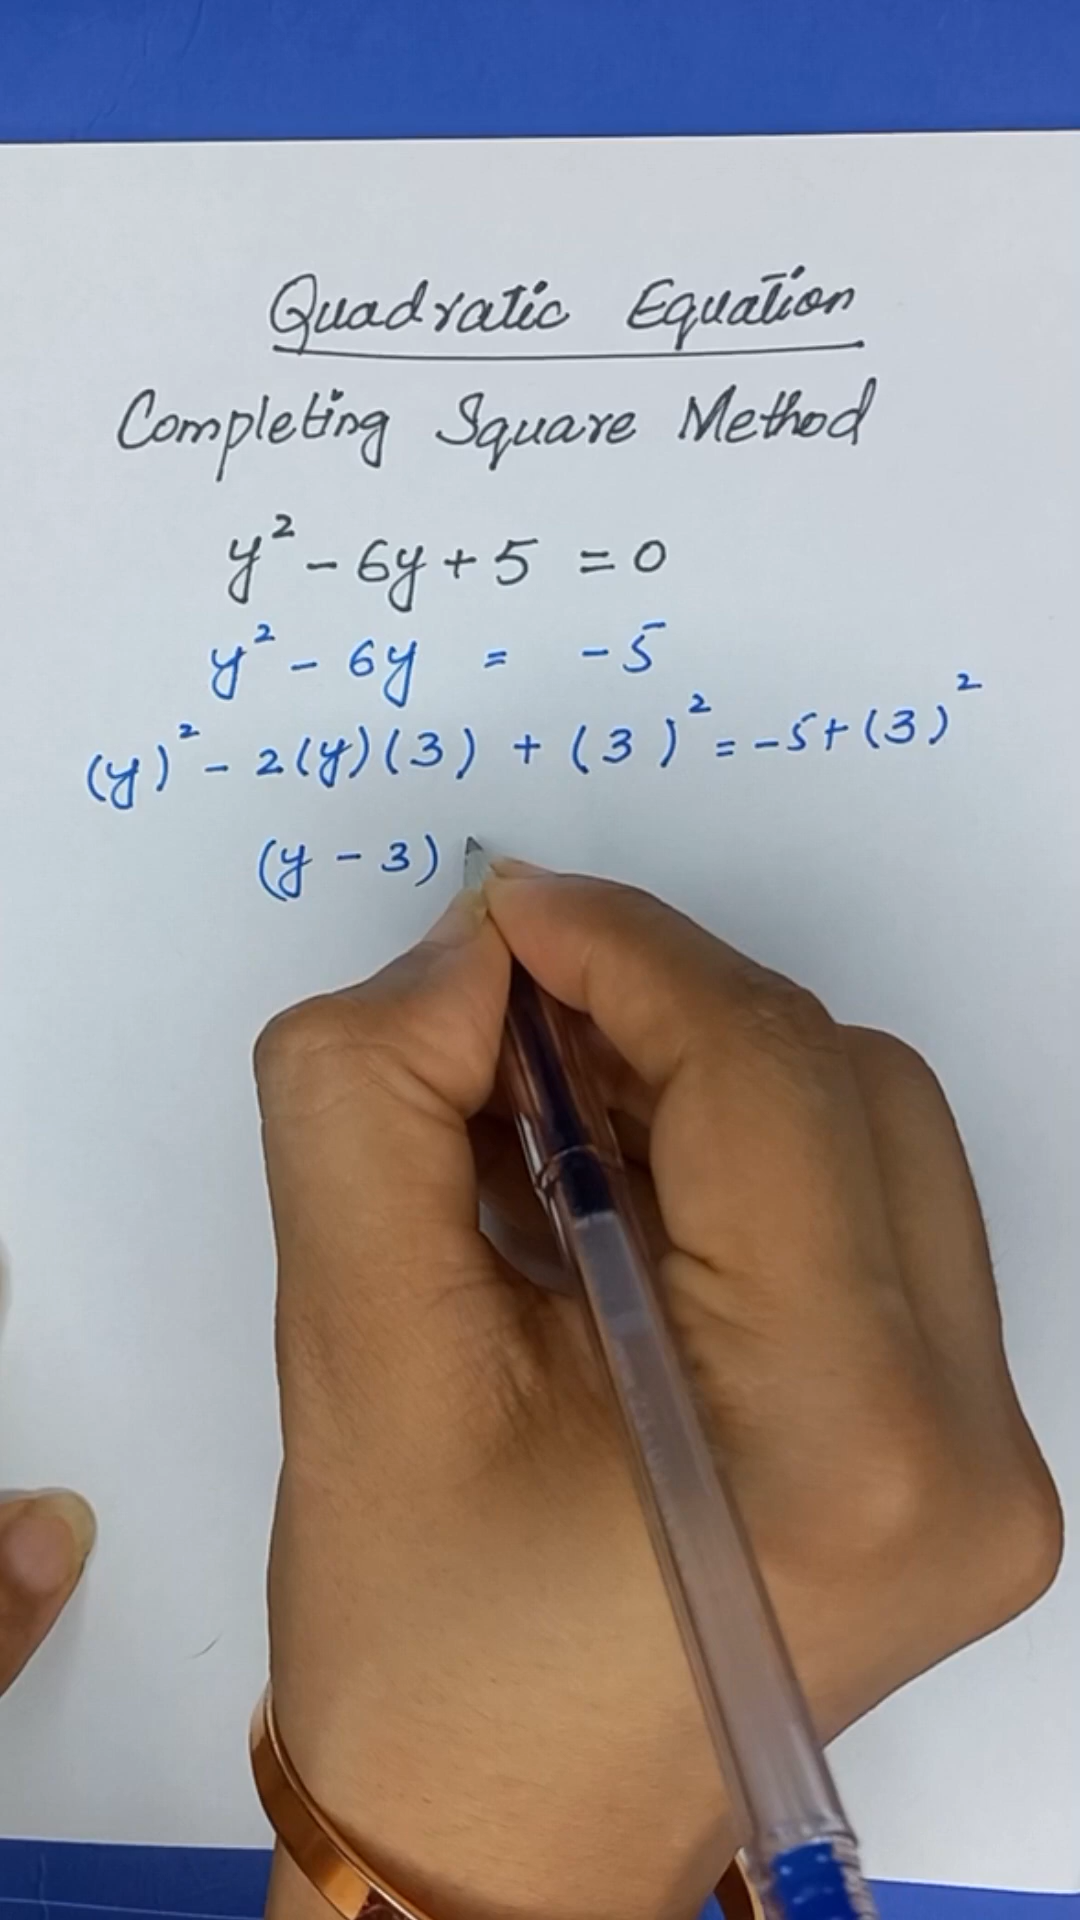 Quadratic Equation
Completing Square Method
y² - 6y + 5 = 0
y² - 6y = -5
(y)² - 2(y)(3) + (3)² = -5+(3)²
(y - 3)